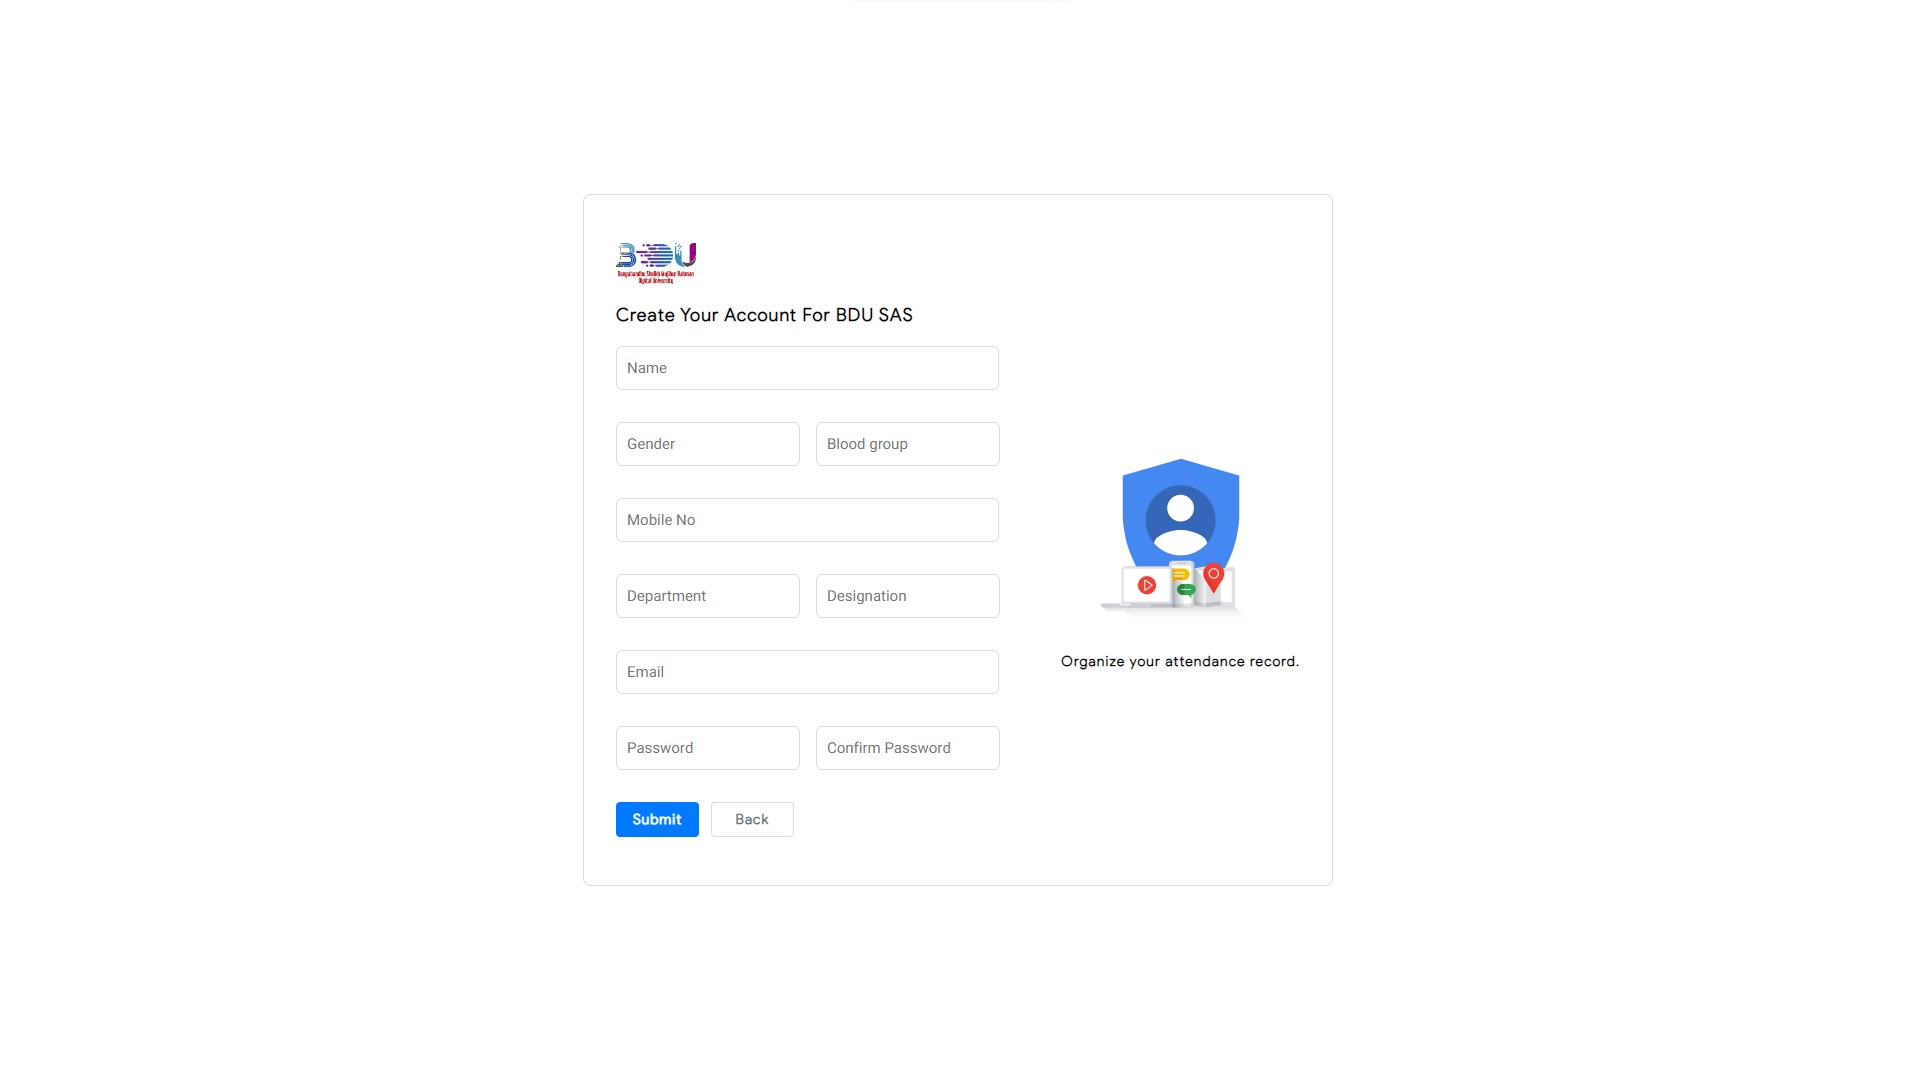 BDU
Bangabandhu Sheikh Mujibur Rahman
Digital University
Create Your Account For BDU SAS
Name
Gender Blood group
Mobile No
Department Designation
Email
Password Confirm Password
Submit Back
Organize your attendance record.